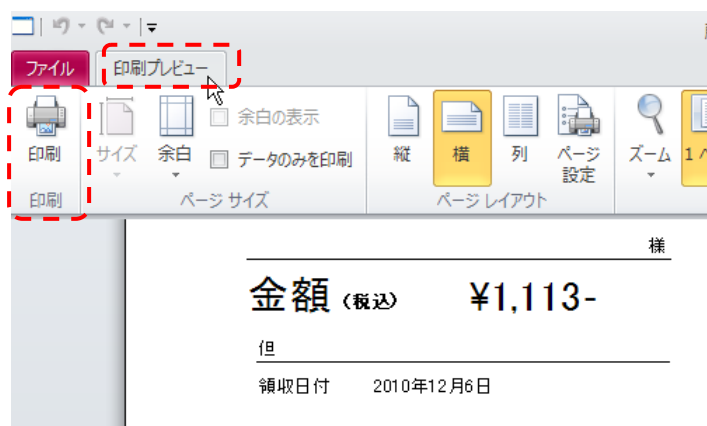 ファイル 印刷プレビュー
余白の表示
データのみを印刷
印刷 サイズ 余白 縦 横 列 ページ設定 ズーム
印刷 ページ サイズ ページ レイアウト
様
金額(税込) ¥1,113-
但
領収日付 2010年12月6日